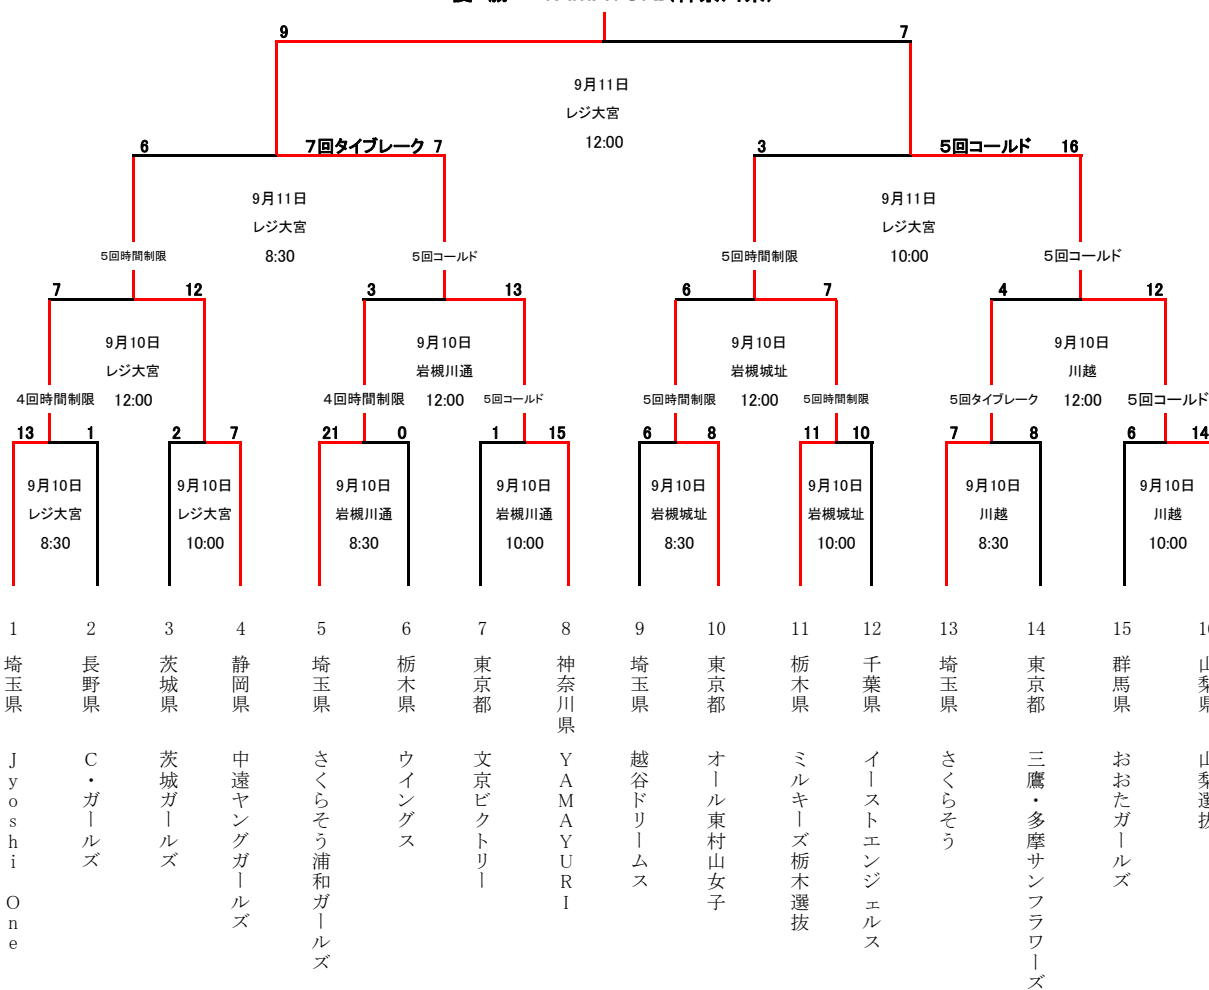 9 7
9月11日
レジ大宮
12:00
6 7回タイブレーク 7 3 5回コールド 16
9月11日 9月11日
レジ大宮 レジ大宮
8:30 10:00
5回時間制限 5回コールド 5回時間制限 5回コールド
7 12 3 13 6 7 4 12
9月10日 9月10日 9月10日 9月10日
レジ大宮 岩槻川通 岩槻城址 川越
12:00 12:00 12:00 12:00
4回時間制限 4回時間制限 5回コールド 5回時間制限 5回時間制限 5回タイブレーク 5回コールド
13 1 2 7 21 0 1 15 6 8 11 10 7 8 6 14
9月10日 9月10日 9月10日 9月10日 9月10日 9月10日 9月10日 9月10日
レジ大宮 レジ大宮 岩槻川通 岩槻川通 岩槻城址 岩槻城址 川越 川越
8:30 10:00 8:30 10:00 8:30 10:00 8:30 10:00
1 埼玉県 Jyoshi One
2 長野県 C・ガールズ
3 茨城県 茨城ガールズ
4 静岡県 中遠ヤングガールズ
5 埼玉県 さくらそう浦和ガールズ
6 栃木県 ウイングス
7 東京都 文京ビクトリー
8 神奈川県 YAMAYURI
9 埼玉県 越谷ドリームス
10 東京都 オール東村山女子
11 栃木県 ミルキーズ栃木選抜
12 千葉県 イーストエンジェルス
13 埼玉県 さくらそう
14 東京都 三鷹・多摩サンフラワーズ
15 群馬県 おおたガールズ
山梨県 山梨選抜